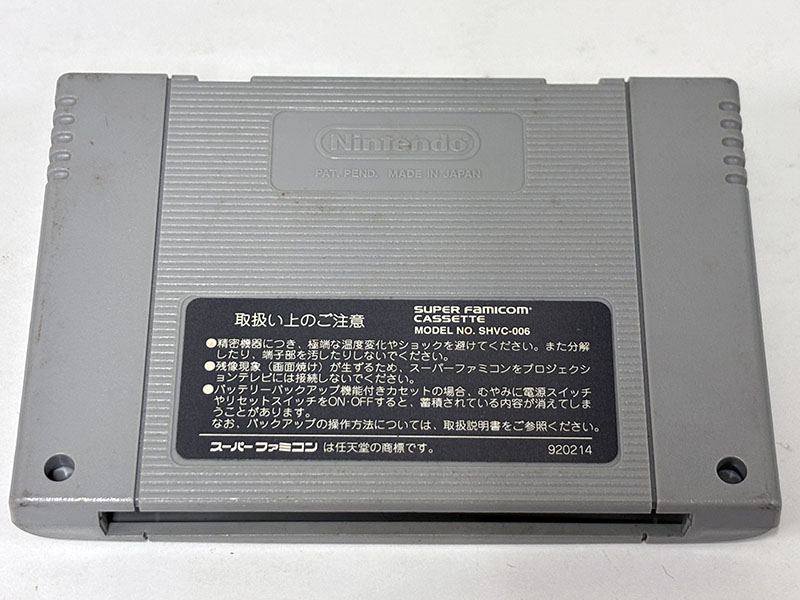 Nintendo
PAT. PEND. MADE IN JAPAN
取扱い上のご注意
SUPER FAMICOM
CASSETTE
MODEL NO. SHVC-006
●精密機器につき、極端な温度変化やショックを避けてください。また分解
したり、端子部を汚したりしないでください。
●残像現象（画面焼け）が生ずるため、スーパーファミコンをプロジェクシ
ョンテレビには接続しないでください。
●バッテリーバックアップ機能付きカセットの場合、むやみに電源スイッチ
やリセットスイッチをON·OFFすると、蓄積されている内容が消えてしま
うことがあります。
なお、バックアップの操作方法については、取扱説明書をご参照ください。
スーパーファミコン は任天堂の商標です。
920214